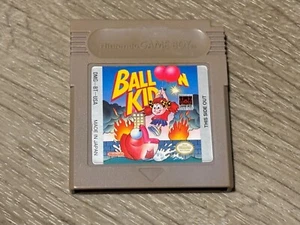 Nintendo GAME BOY
BALLOON
KID
DMG-BT-USA
MADE IN JAPAN
THIS SIDE OUT